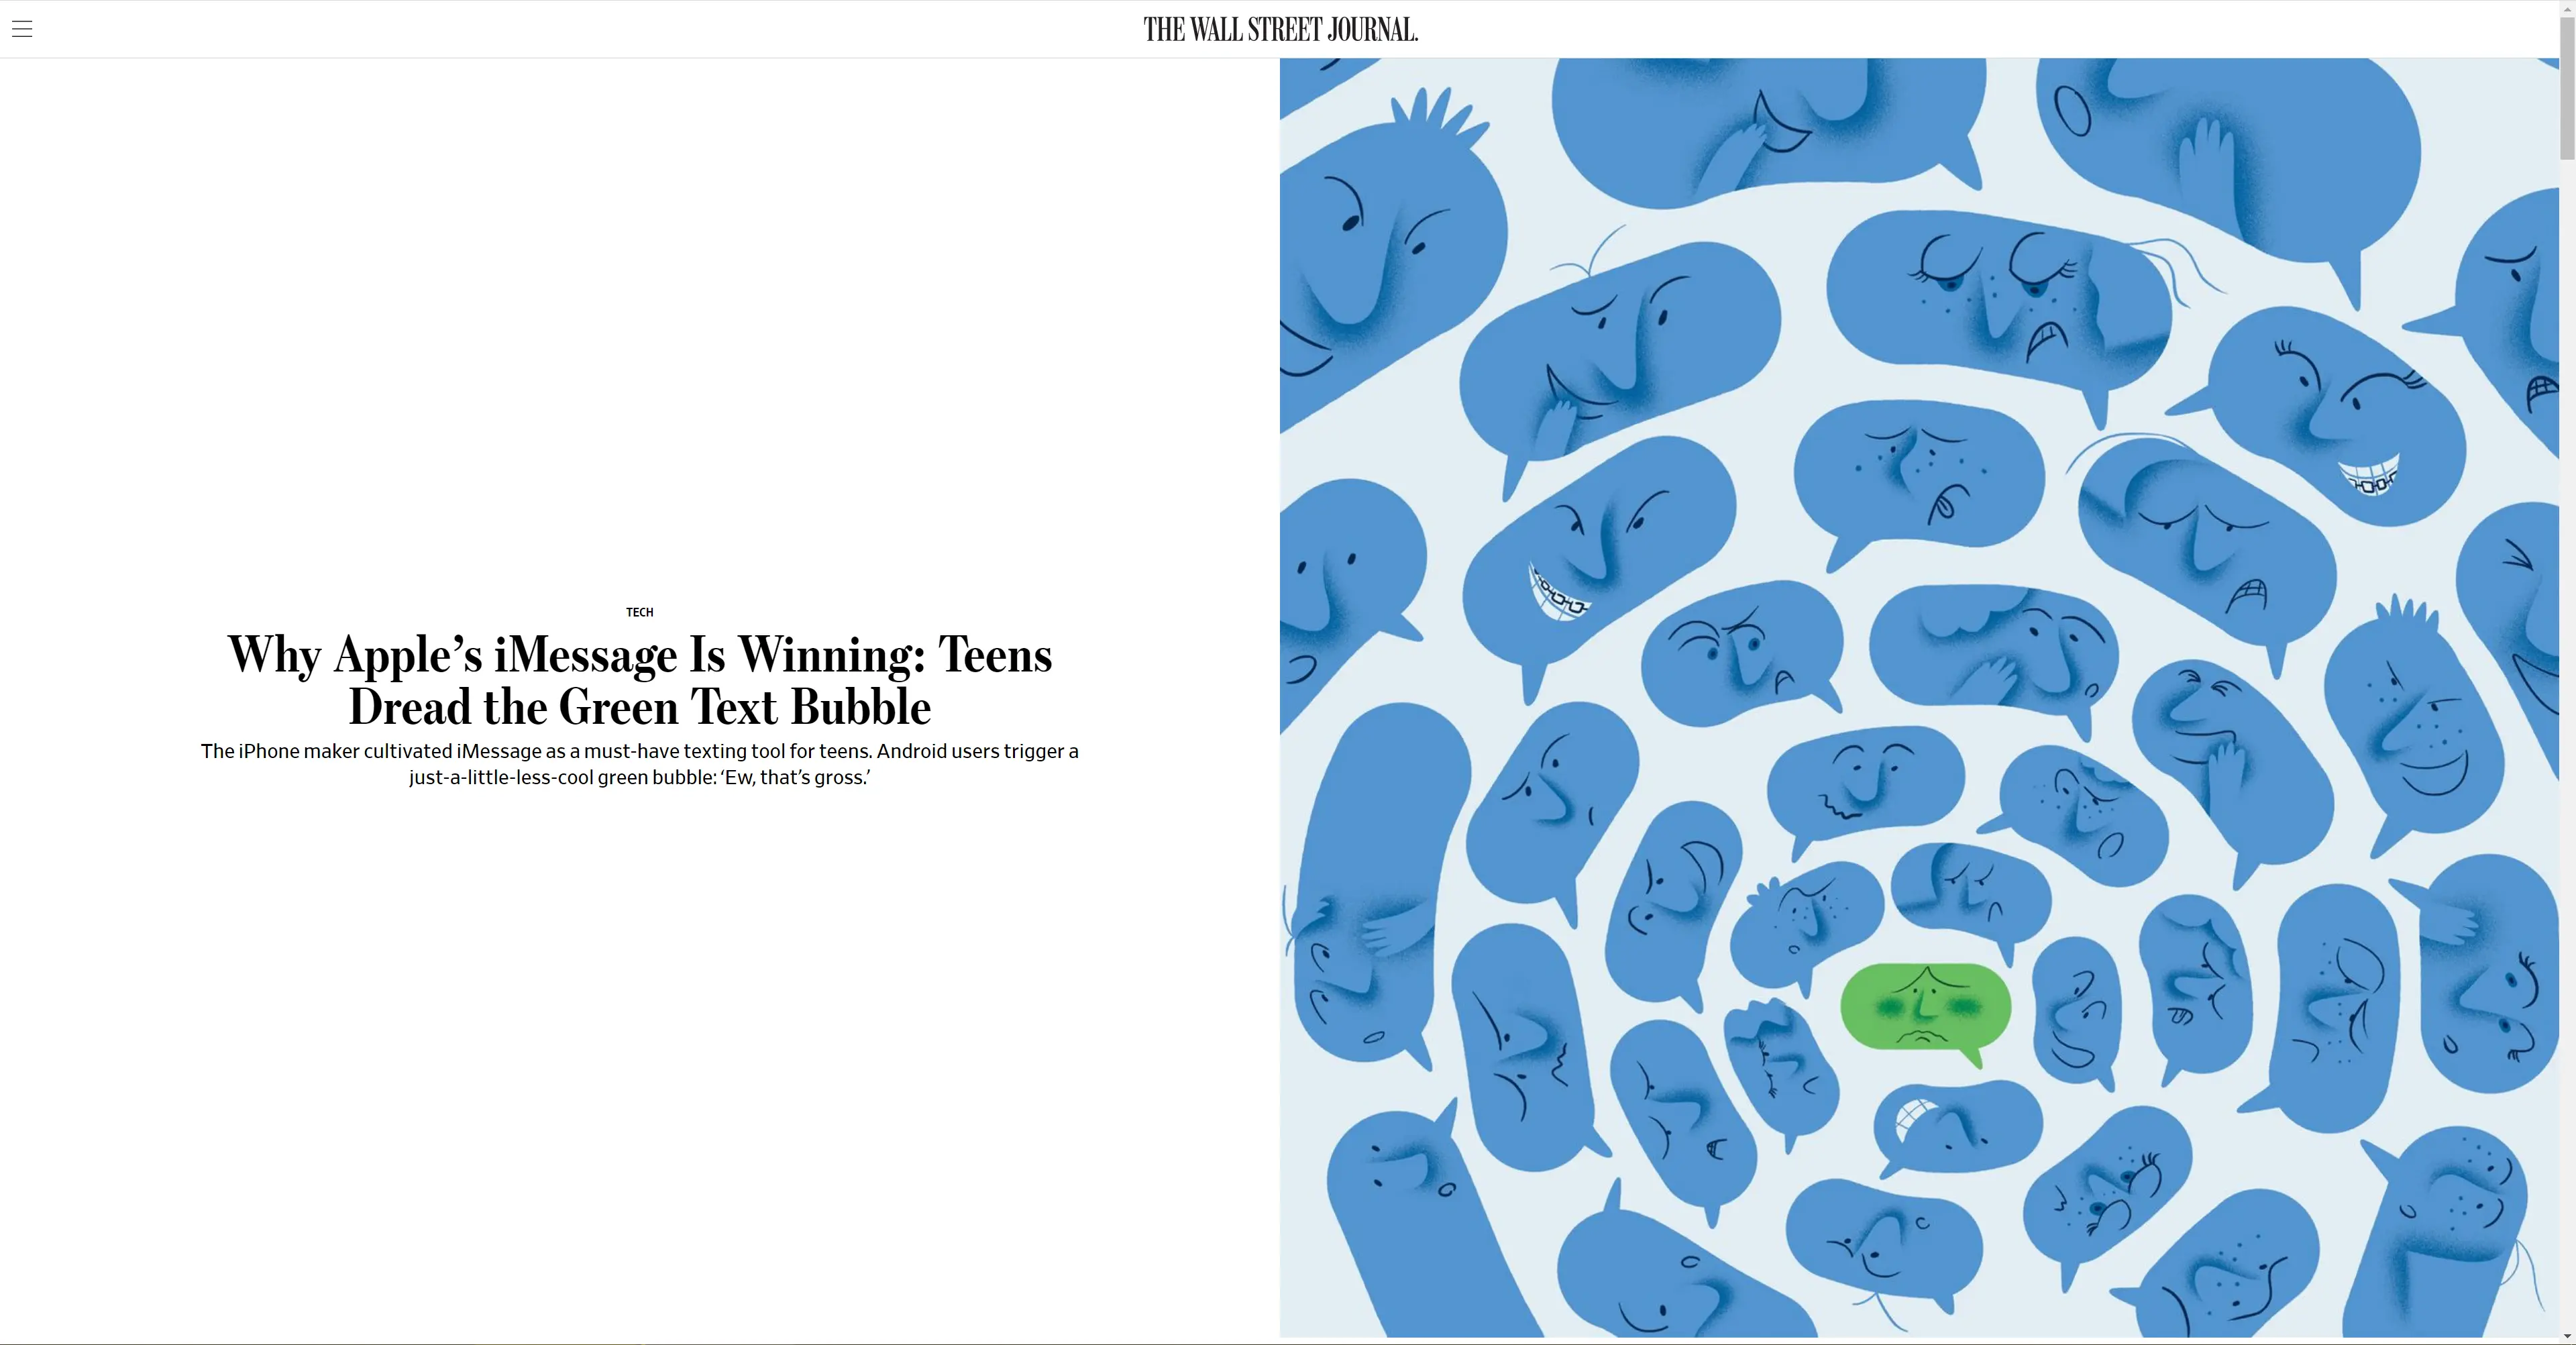 THE WALL STREET JOURNAL.
TECH
Why Apple’s iMessage Is Winning: Teens
Dread the Green Text Bubble
The iPhone maker cultivated iMessage as a must-have texting tool for teens. Android users trigger a
just-a-little-less-cool green bubble: ‘Ew, that’s gross.’